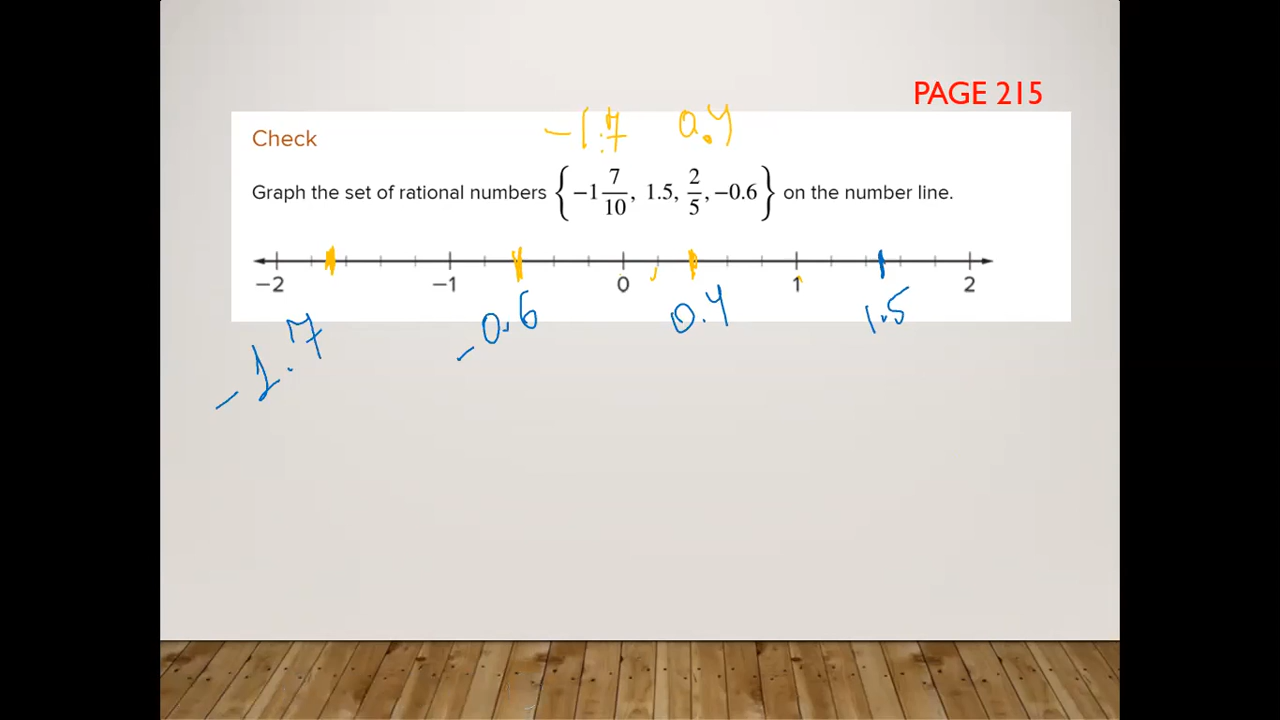 PAGE 215
-1.7 0.4
Check
Graph the set of rational numbers {−1 7/10, 1.5, 2/5, −0.6} on the number line.
−2 −1 0 1 2
-1.7 -0.6 0.4 1.5